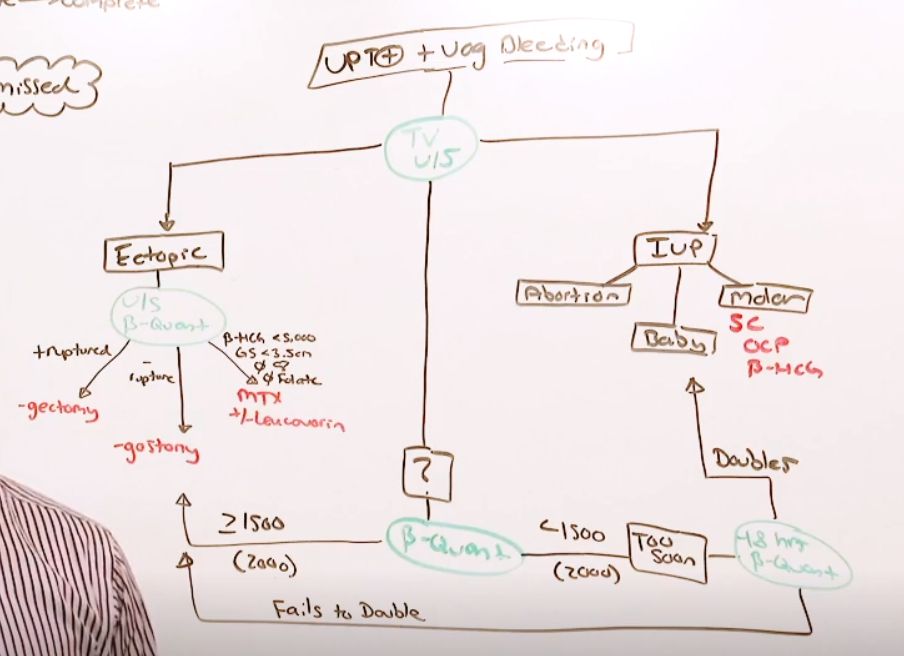 complete
missed
UPT⊕ + Vag Bleeding
TV
U/S
Ectopic
U/S
β-Quant
+ruptured
-gectomy
-
rupture
-gostomy
β-HCG <5,000
GS <3.5cm
Ø Folate
MTX
+/-Leucovorin
IUP
Abortion
Baby
Molar
SC
OCP
β-HCG
?
β-Quant
≥1500
(2000)
<1500
(2000)
Too
Soon
48 hrs
β-Quant
Doubles
Fails to Double